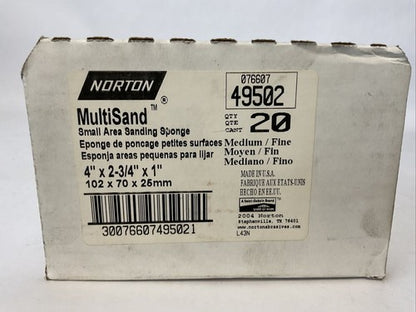 NORTON
®
MultiSand™
Small Area Sanding Sponge
Eponge de poncage petites surfaces
Esponja areas pequenas para lijar
4" x 2-3/4" x 1"
102 x 70 x 25mm
30076607495021
076607
49502
QTY
QTE
CANT
20
Medium / Fine
Moyen / Fin
Mediano / Fino
MADE IN U.S.A.
FABRIQUE AUX ETATS-UNIS
HECHO EN EE.UU.
2004 Norton
Stephenville, TX 76401
www.nortonabrasives.com
L43N